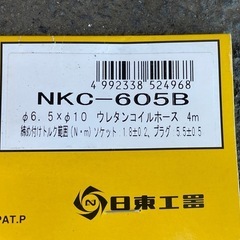 4 992338 524968
NKC-605B
φ6.5×φ10 ウレタンコイルホース 4m
締め付けトルク範囲(N・m)ソケット 18±0.2, プラグ 5.5±0.5
日東工器
PAT.P